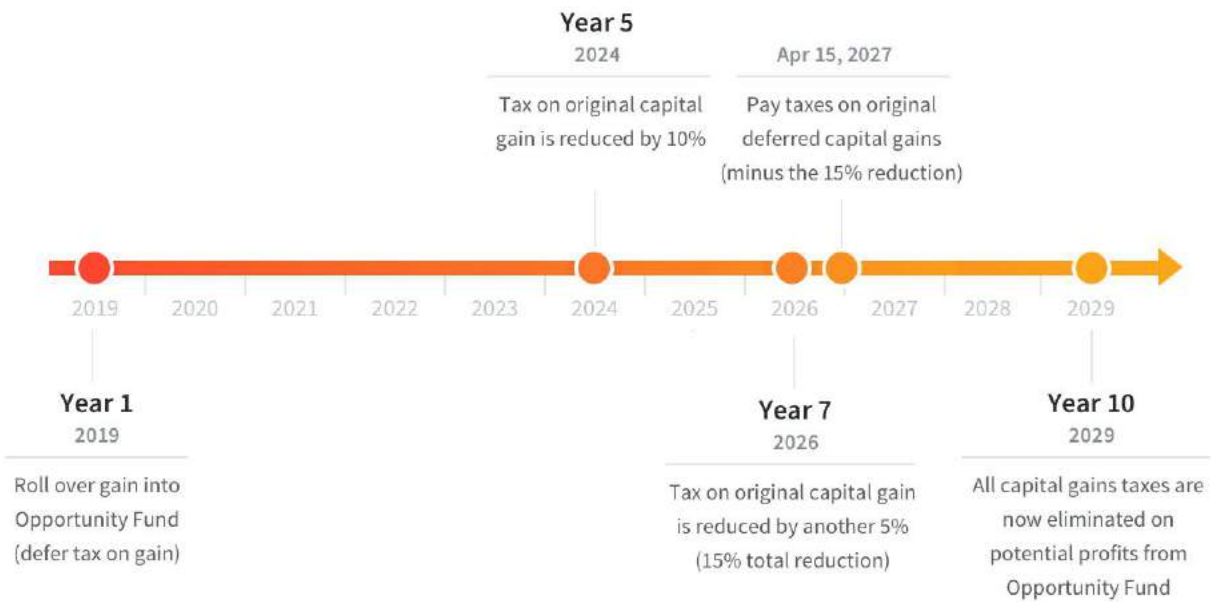 Year 5
2024
Tax on original capital
gain is reduced by 10%
Apr 15, 2027
Pay taxes on original
deferred capital gains
(minus the 15% reduction)
2019 2020 2021 2022 2023 2024 2025 2026 2027 2028 2029
Year 1
2019
Roll over gain into
Opportunity Fund
(defer tax on gain)
Year 7
2026
Tax on original capital gain
is reduced by another 5%
(15% total reduction)
Year 10
2029
All capital gains taxes are
now eliminated on
potential profits from
Opportunity Fund